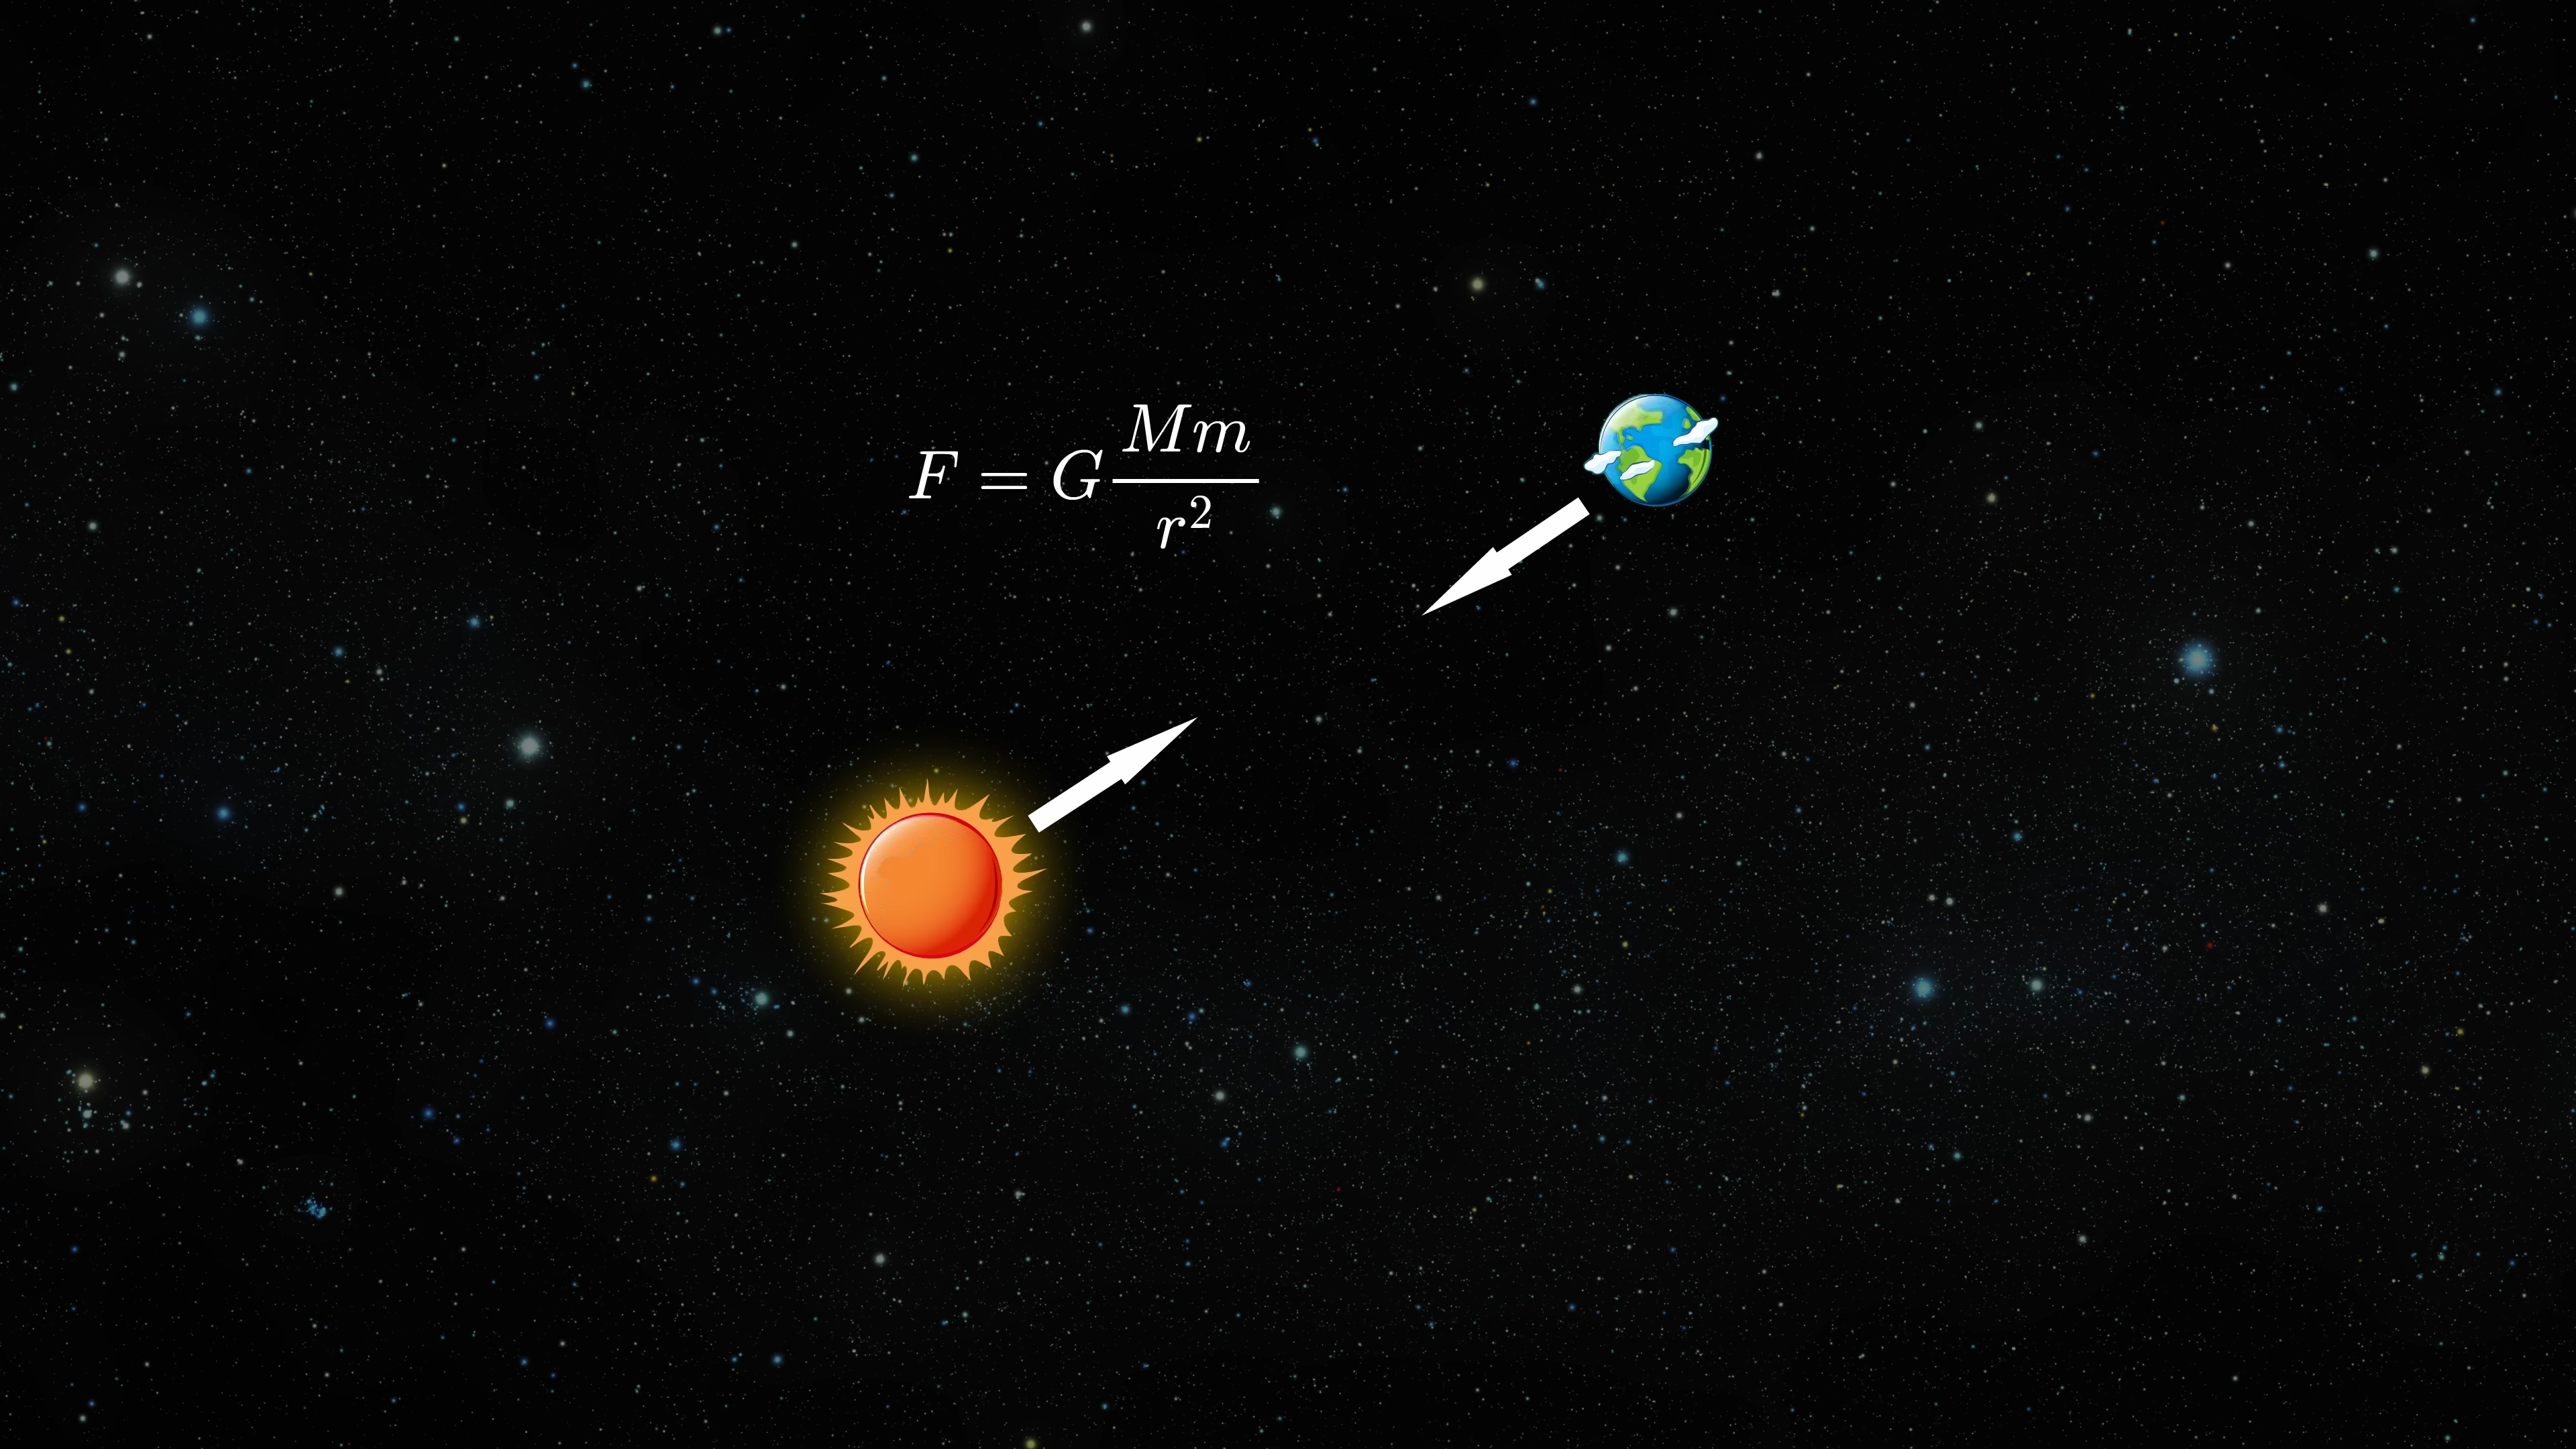 F = G Mm / r²